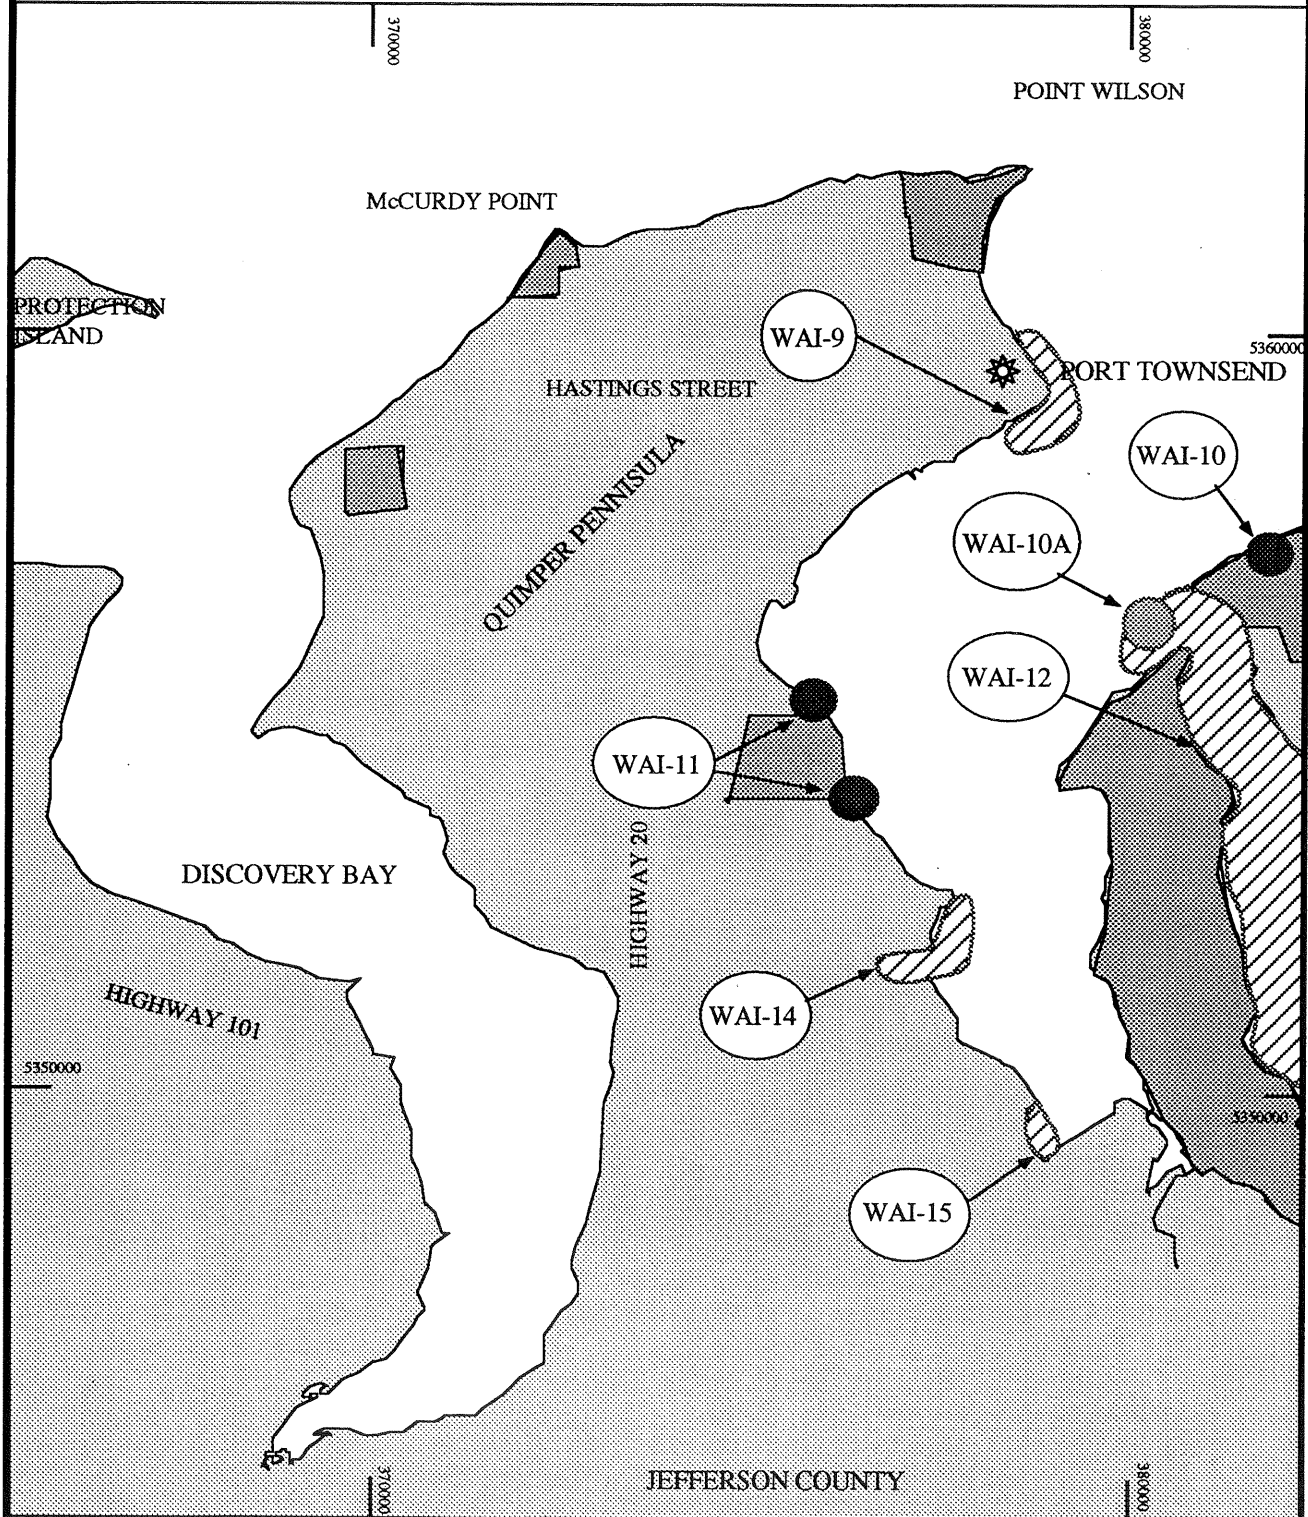 370000
380000
POINT WILSON
McCURDY POINT
PROTECTION
ISLAND
WAI-9
5360000
PORT TOWNSEND
HASTINGS STREET
WAI-10
QUIMPER PENNISULA
WAI-10A
WAI-12
WAI-11
HIGHWAY 20
DISCOVERY BAY
HIGHWAY 101
WAI-14
5350000
5350000
WAI-15
JEFFERSON COUNTY
370000
380000